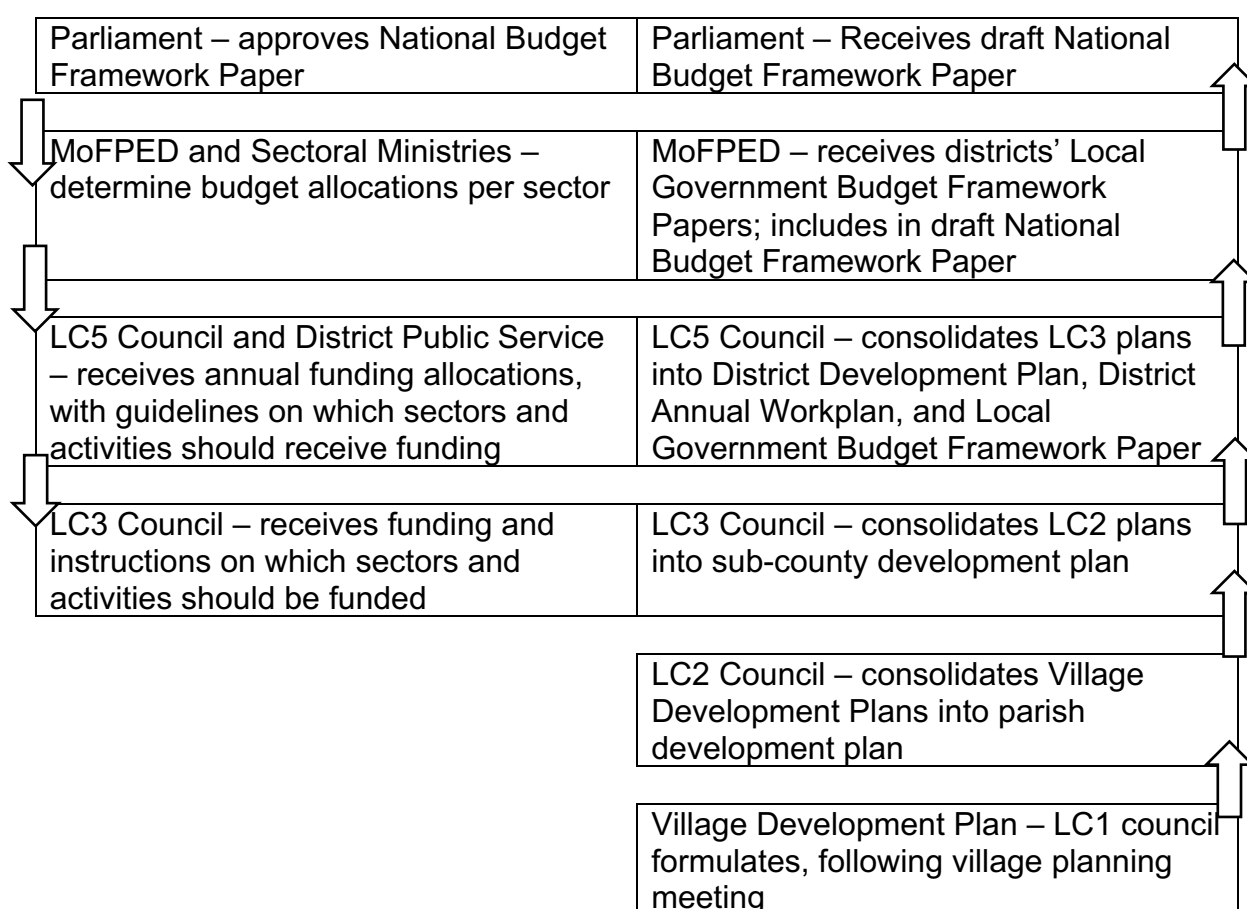 Parliament – approves National Budget
Framework Paper
Parliament – Receives draft National
Budget Framework Paper
MoFPED and Sectoral Ministries –
determine budget allocations per sector
MoFPED – receives districts’ Local
Government Budget Framework
Papers; includes in draft National
Budget Framework Paper
LC5 Council and District Public Service
– receives annual funding allocations,
with guidelines on which sectors and
activities should receive funding
LC5 Council – consolidates LC3 plans
into District Development Plan, District
Annual Workplan, and Local
Government Budget Framework Paper
LC3 Council – receives funding and
instructions on which sectors and
activities should be funded
LC3 Council – consolidates LC2 plans
into sub-county development plan
LC2 Council – consolidates Village
Development Plans into parish
development plan
Village Development Plan – LC1 council
formulates, following village planning
meeting